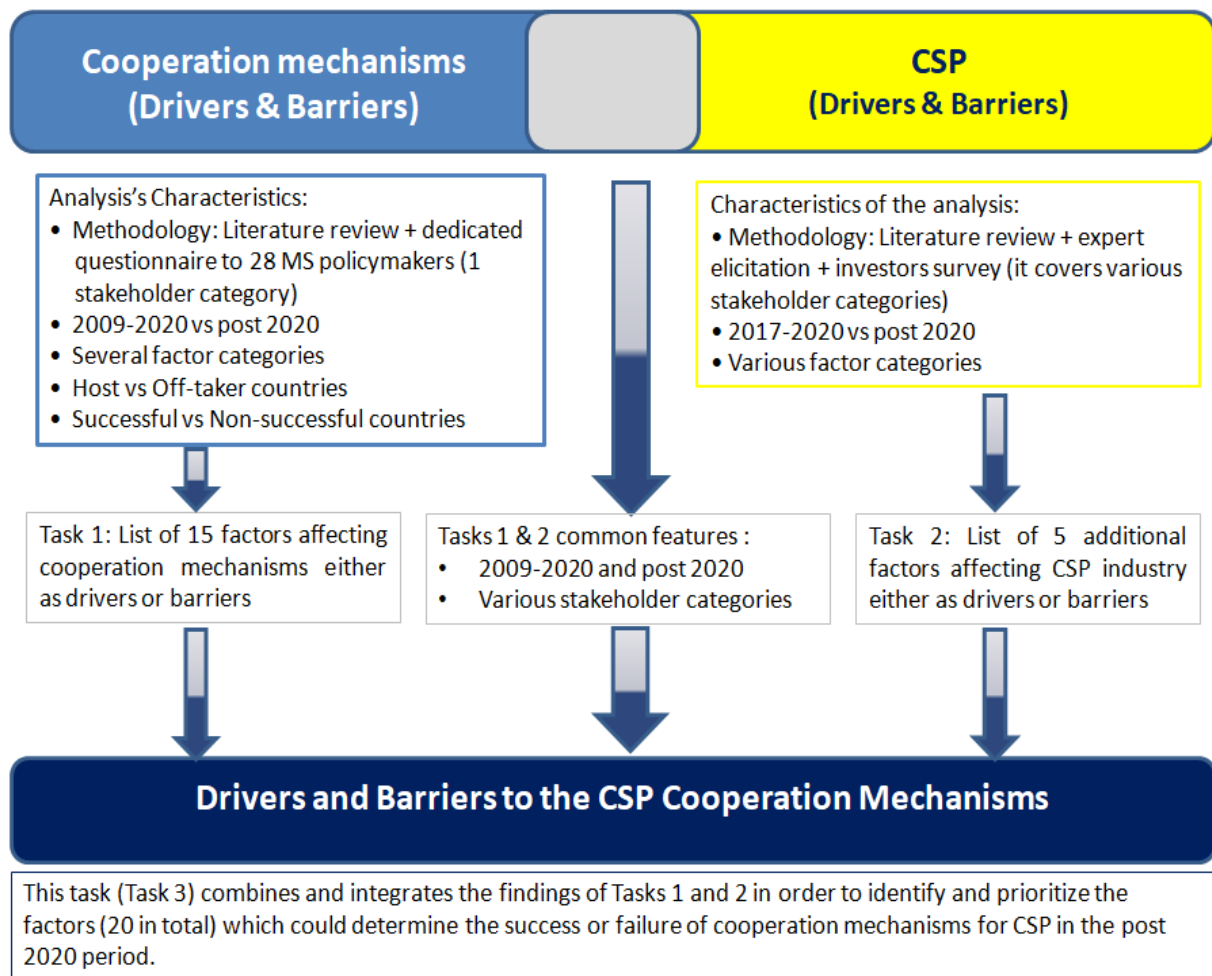 Cooperation mechanisms
(Drivers & Barriers)
CSP
(Drivers & Barriers)
Analysis's Characteristics:
• Methodology: Literature review + dedicated
questionnaire to 28 MS policymakers (1
stakeholder category)
• 2009-2020 vs post 2020
• Several factor categories
• Host vs Off-taker countries
• Successful vs Non-successful countries
Characteristics of the analysis:
• Methodology: Literature review + expert
elicitation + investors survey (it covers various
stakeholder categories)
• 2017-2020 vs post 2020
• Various factor categories
Task 1: List of 15 factors affecting
cooperation mechanisms either
as drivers or barriers
Tasks 1 & 2 common features :
• 2009-2020 and post 2020
• Various stakeholder categories
Task 2: List of 5 additional
factors affecting CSP industry
either as drivers or barriers
Drivers and Barriers to the CSP Cooperation Mechanisms
This task (Task 3) combines and integrates the findings of Tasks 1 and 2 in order to identify and prioritize the
factors (20 in total) which could determine the success or failure of cooperation mechanisms for CSP in the post
2020 period.